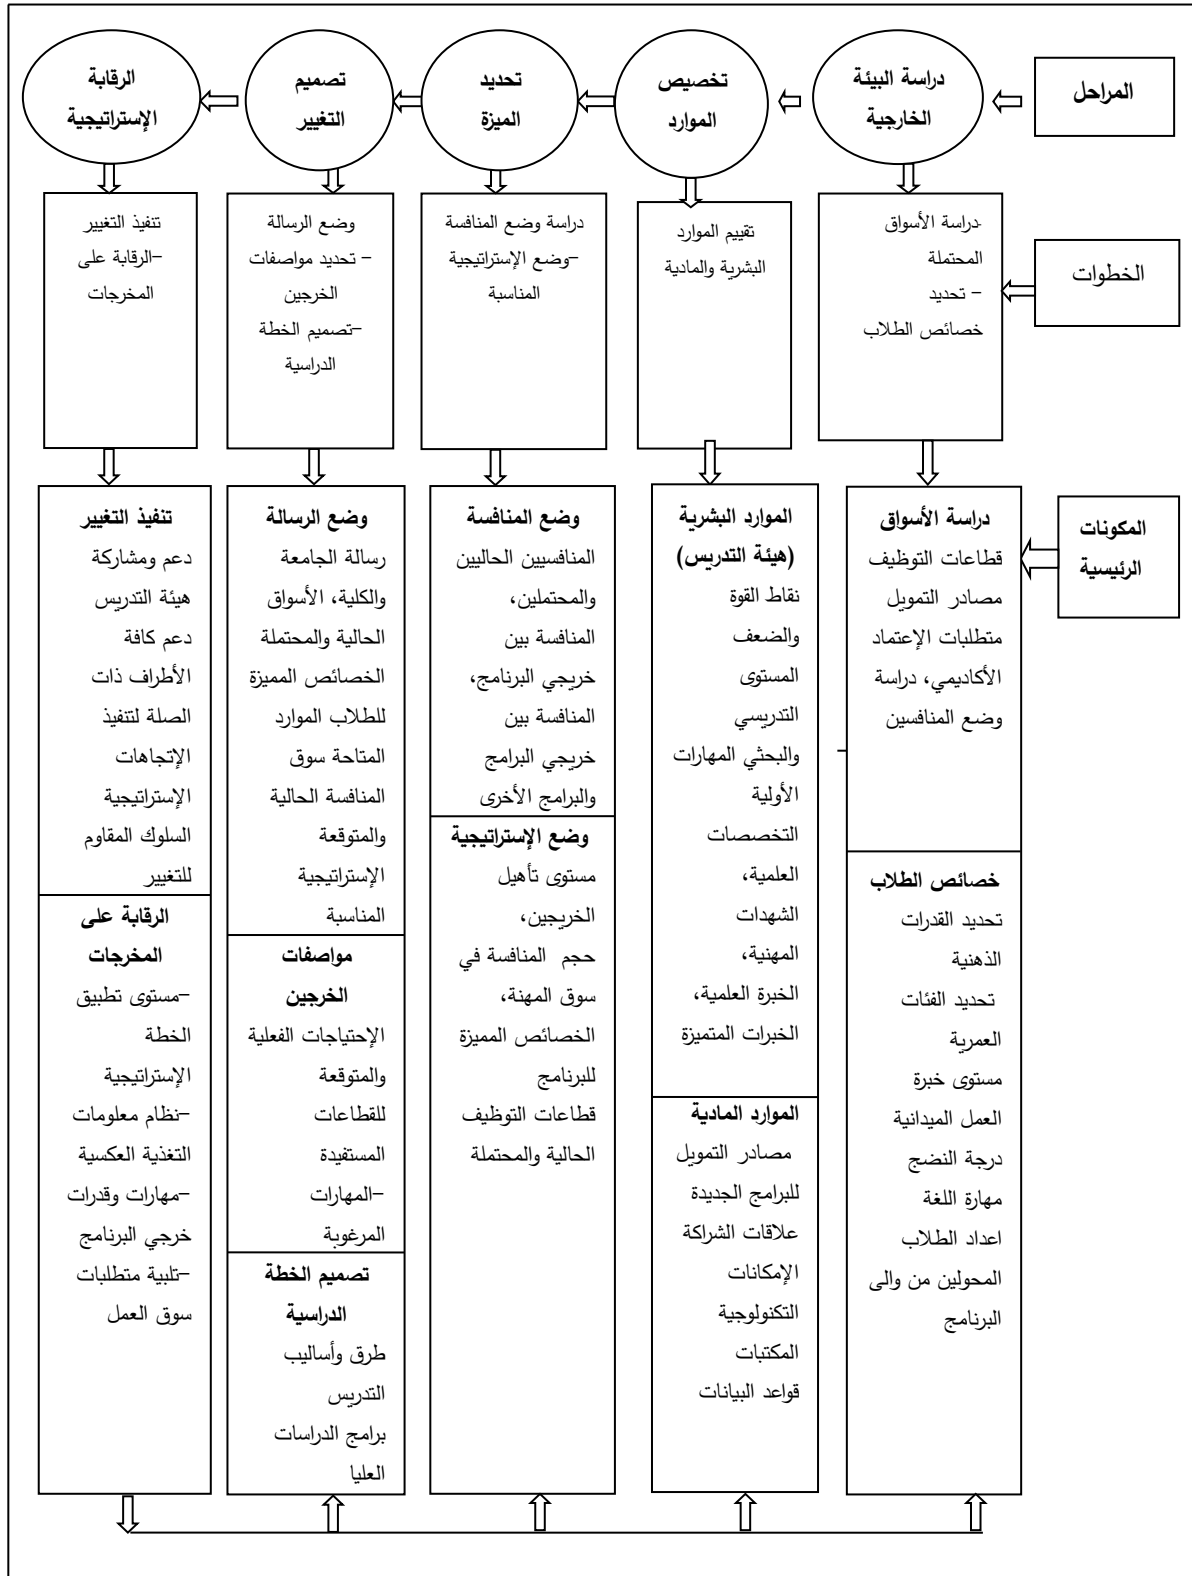 المراحل
دراسة البيئة
الخارجية
تخصيص
الموارد
تحديد
الميزة
تصميم
التغيير
الرقابة
الإستراتيجية
الخطوات
-دراسة الأسواق
المحتملة
– تحديد
خصائص الطلاب
تقييم الموارد
البشرية والمادية
دراسة وضع المنافسة
–وضع الإستراتيجية
المناسبة
وضع الرسالة
– تحديد مواصفات
الخرجين
–تصميم الخطة
الدراسية
تنفيذ التغيير
–الرقابة على
المخرجات
المكونات
الرئيسية
دراسة الأسواق
قطاعات التوظيف
مصادر التمويل
متطلبات الإعتماد
الأكاديمي، دراسة
وضع المنافسين
خصائص الطلاب
تحديد القدرات
الذهنية
تحديد الفئات
العمرية
مستوى خبرة
العمل الميدانية
درجة النضج
مهارة اللغة
اعداد الطلاب
المحولين من والى
البرنامج
الموارد البشرية
(هيئة التدريس)
نقاط القوة
والضعف
المستوى
التدريسي
والبحثي المهارات
الأولية
التخصصات
العلمية،
الشهدات
المهنية،
الخبرة العلمية،
الخبرات المتميزة
الموارد المادية
مصادر التمويل
للبرامج الجديدة
علاقات الشراكة
الإمكانات
التكنولوجية
المكتبات
قواعد البيانات
وضع المنافسة
المنافسيين الحاليين
والمحتملين،
المنافسة بين
خريجي البرنامج،
المنافسة بين
خريجي البرامج
والبرامج الأخرى
وضع الإستراتيجية
مستوى تأهيل
الخريجين،
حجم المنافسة في
سوق المهنة،
الخصائص المميزة
للبرنامج
قطاعات التوظيف
الحالية والمحتملة
وضع الرسالة
رسالة الجامعة
والكلية، الأسواق
الحالية والمحتملة
الخصائص المميزة
للطلاب الموارد
المتاحة سوق
المنافسة الحالية
والمتوقعة
الإستراتيجية
المناسبة
مواصفات
الخرجين
الإحتياجات الفعلية
والمتوقعة
للقطاعات
المستفيدة
–المهارات
المرغوبة
تصميم الخطة
الدراسية
طرق وأساليب
التدريس
برامج الدراسات
العليا
تنفيذ التغيير
دعم ومشاركة
هيئة التدريس
دعم كافة
الأطراف ذات
الصلة لتنفيذ
الإتجاهات
الإستراتيجية
السلوك المقاوم
للتغيير
الرقابة على
المخرجات
–مستوى تطبيق
الخطة
الإستراتيجية
–نظام معلومات
التغذية العكسية
–مهارات وقدرات
خرجي البرنامج
–تلبية متطلبات
سوق العمل